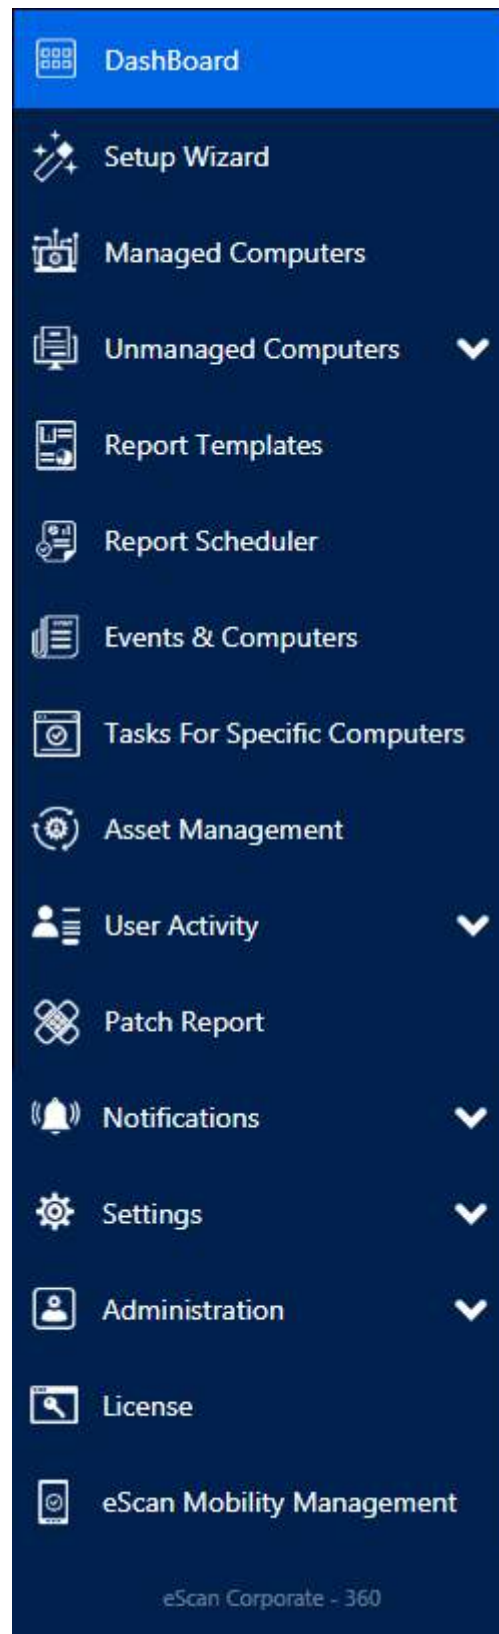 DashBoard
Setup Wizard
Managed Computers
Unmanaged Computers
Report Templates
Report Scheduler
Events & Computers
Tasks For Specific Computers
Asset Management
User Activity
Patch Report
Notifications
Settings
Administration
License
eScan Mobility Management
eScan Corporate - 360